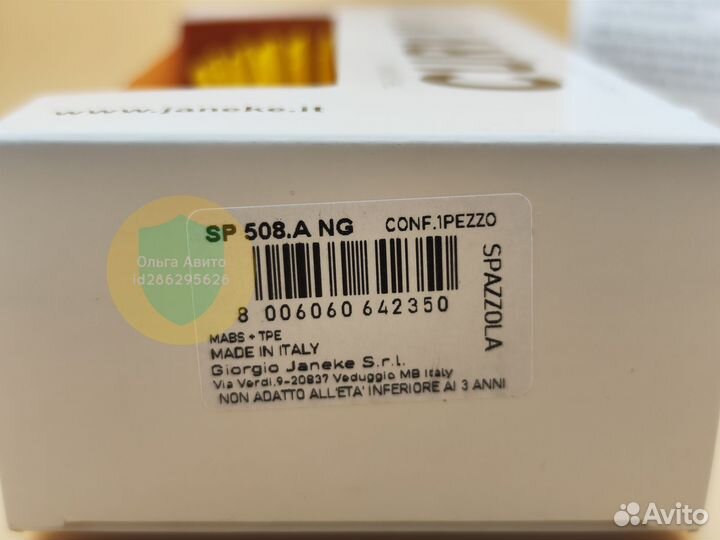 www.janeke.it
SP 508.A NG CONF.1PEZZO
SPAZZOLA
Ольга Авито
id286295626
8 006060 642350
MABS + TPE
MADE IN ITALY
Giorgio Janeke S.r.l.
Via Verdi,9-20837 Veduggio MB Italy
NON ADATTO ALL'ETA' INFERIORE AI 3 ANNI
Avito